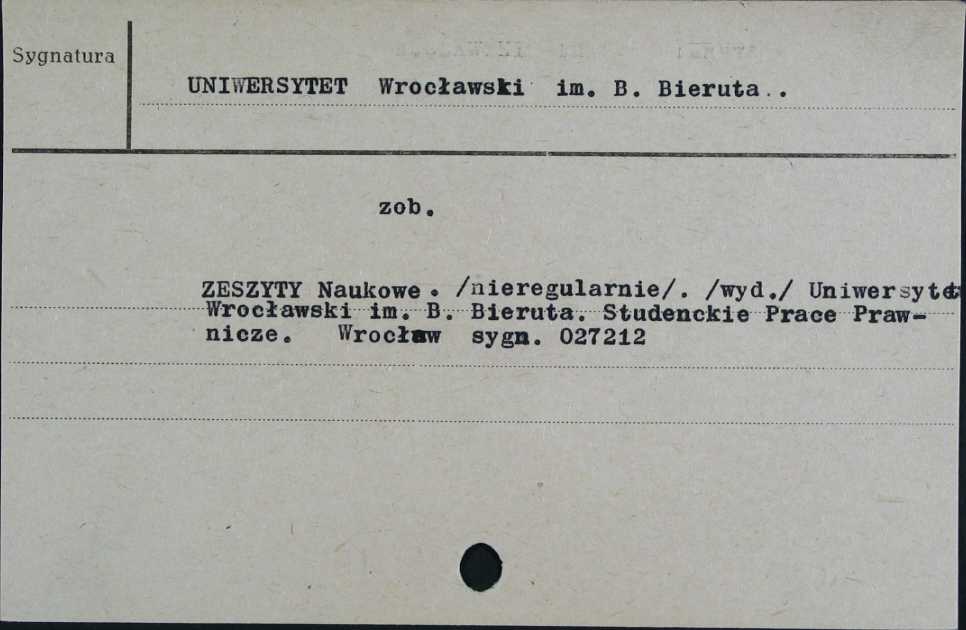 Sygnatura
UNIWERSYTET Wrocławski im. B. Bieruta..
zob.
ZESZYTY Naukowe. /nieregularnie/. /wyd./ Uniwersytet
Wrocławski im. B. Bieruta. Studenckie Prace Praw-
nicze. Wrocław sygn. 027212